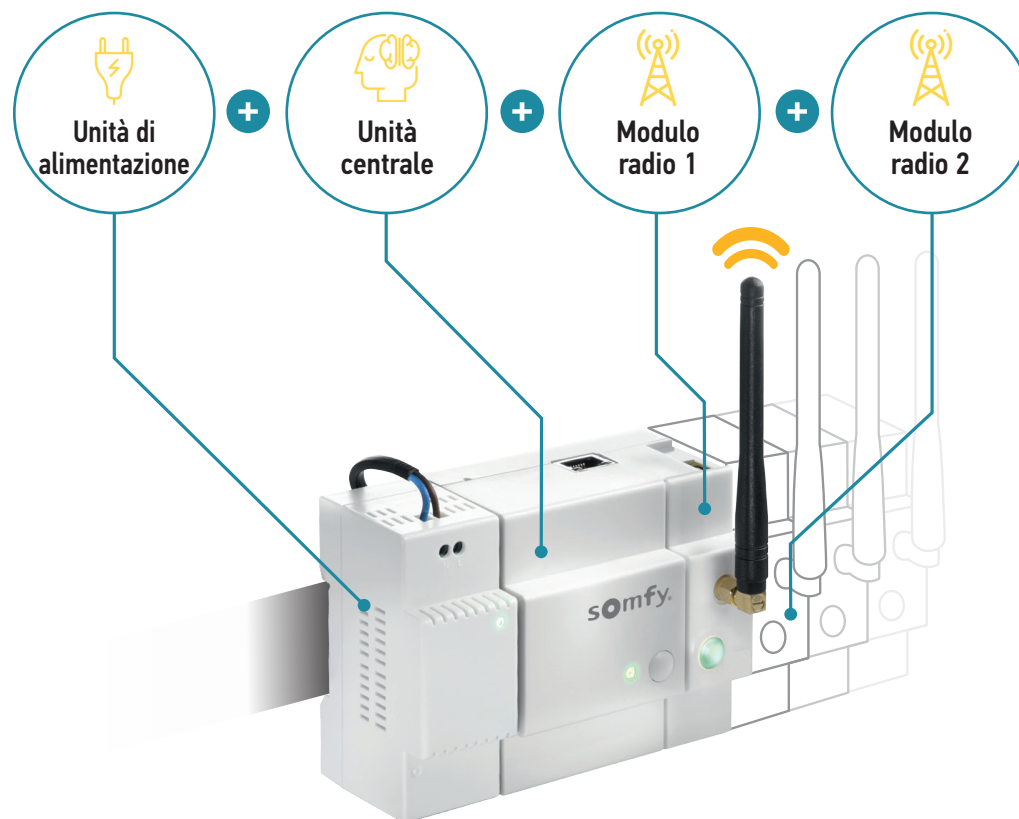 Unità di
alimentazione
Unità
centrale
Modulo
radio 1
Modulo
radio 2
somfy.